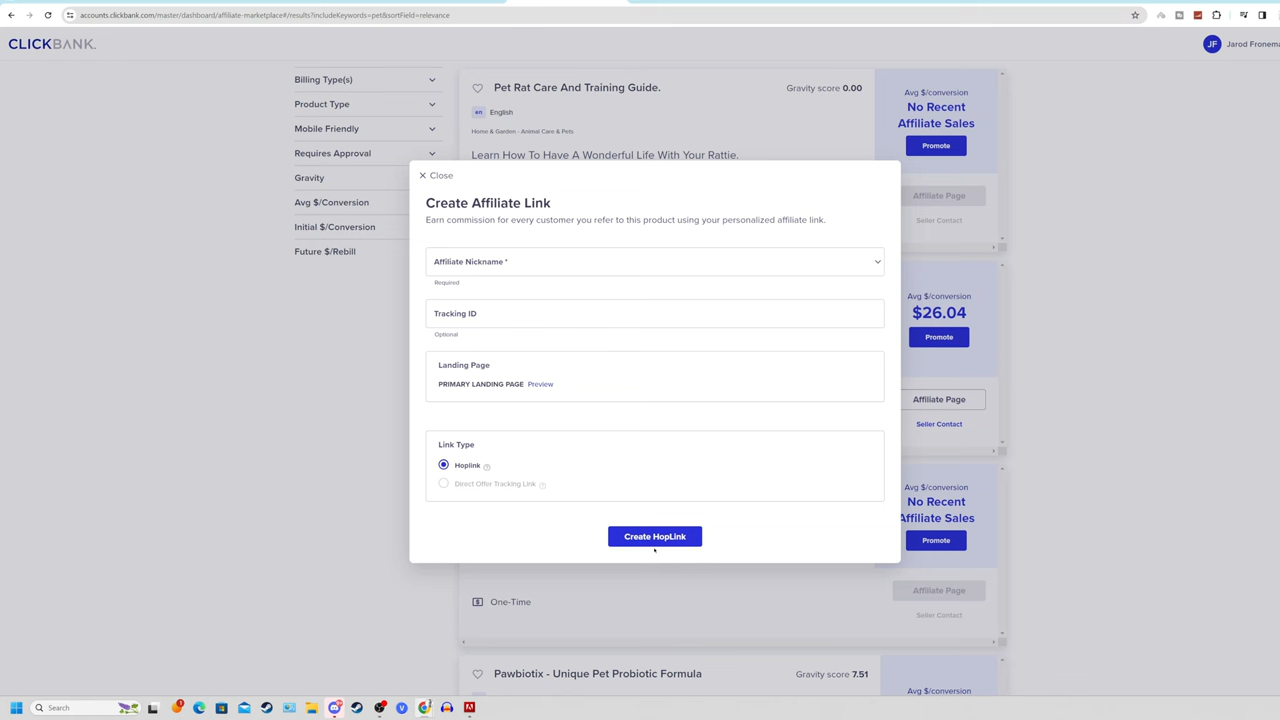 accounts.clickbank.com/master/dashboard/affiliate-marketplace#/results?includeKeywords=pet&sortField=relevance
CLICKBANK.
JF
Jarod Fronema
Billing Type(s)
Product Type
Mobile Friendly
Requires Approval
Gravity
Avg $/Conversion
Initial $/Conversion
Future $/Rebill
Pet Rat Care And Training Guide.
Gravity score 0.00
en English
Home & Garden - Animal Care & Pets
Learn How To Have A Wonderful Life With Your Rattie.
Avg $/conversion
No Recent
Affiliate Sales
Promote
Affiliate Page
Seller Contact
Close
Create Affiliate Link
Earn commission for every customer you refer to this product using your personalized affiliate link.
Affiliate Nickname *
Required
Tracking ID
Optional
Landing Page
PRIMARY LANDING PAGE Preview
Link Type
Hoplink
Direct Offer Tracking Link
Create HopLink
Avg $/conversion
$26.04
Promote
Affiliate Page
Seller Contact
Avg $/conversion
No Recent
Affiliate Sales
Promote
Affiliate Page
Seller Contact
One-Time
Pawbiotix - Unique Pet Probiotic Formula
Gravity score 7.51
Avg $/conversion
Search